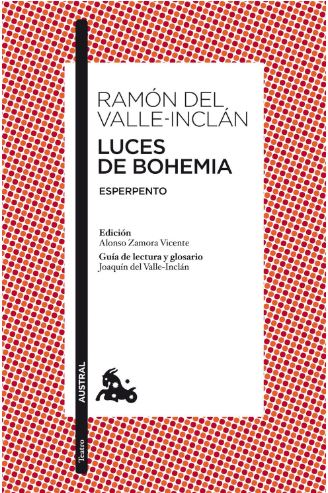 RAMÓN DEL
VALLE-INCLÁN
LUCES
DE BOHEMIA
ESPERPENTO
Edición
Alonso Zamora Vicente
Guía de lectura y glosario
Joaquín del Valle-Inclán
AUSTRAL
Teatro